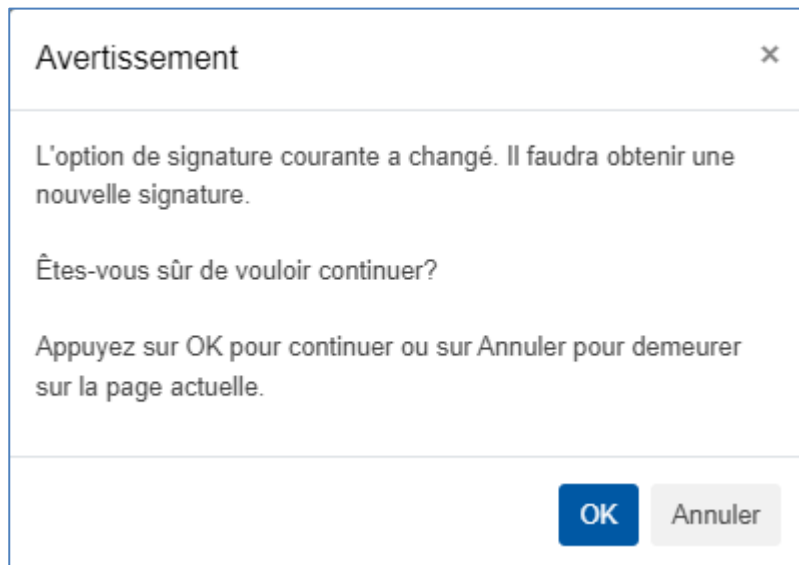 Avertissement ×
L'option de signature courante a changé. Il faudra obtenir une
nouvelle signature.
Êtes-vous sûr de vouloir continuer?
Appuyez sur OK pour continuer ou sur Annuler pour demeurer
sur la page actuelle.
OK Annuler